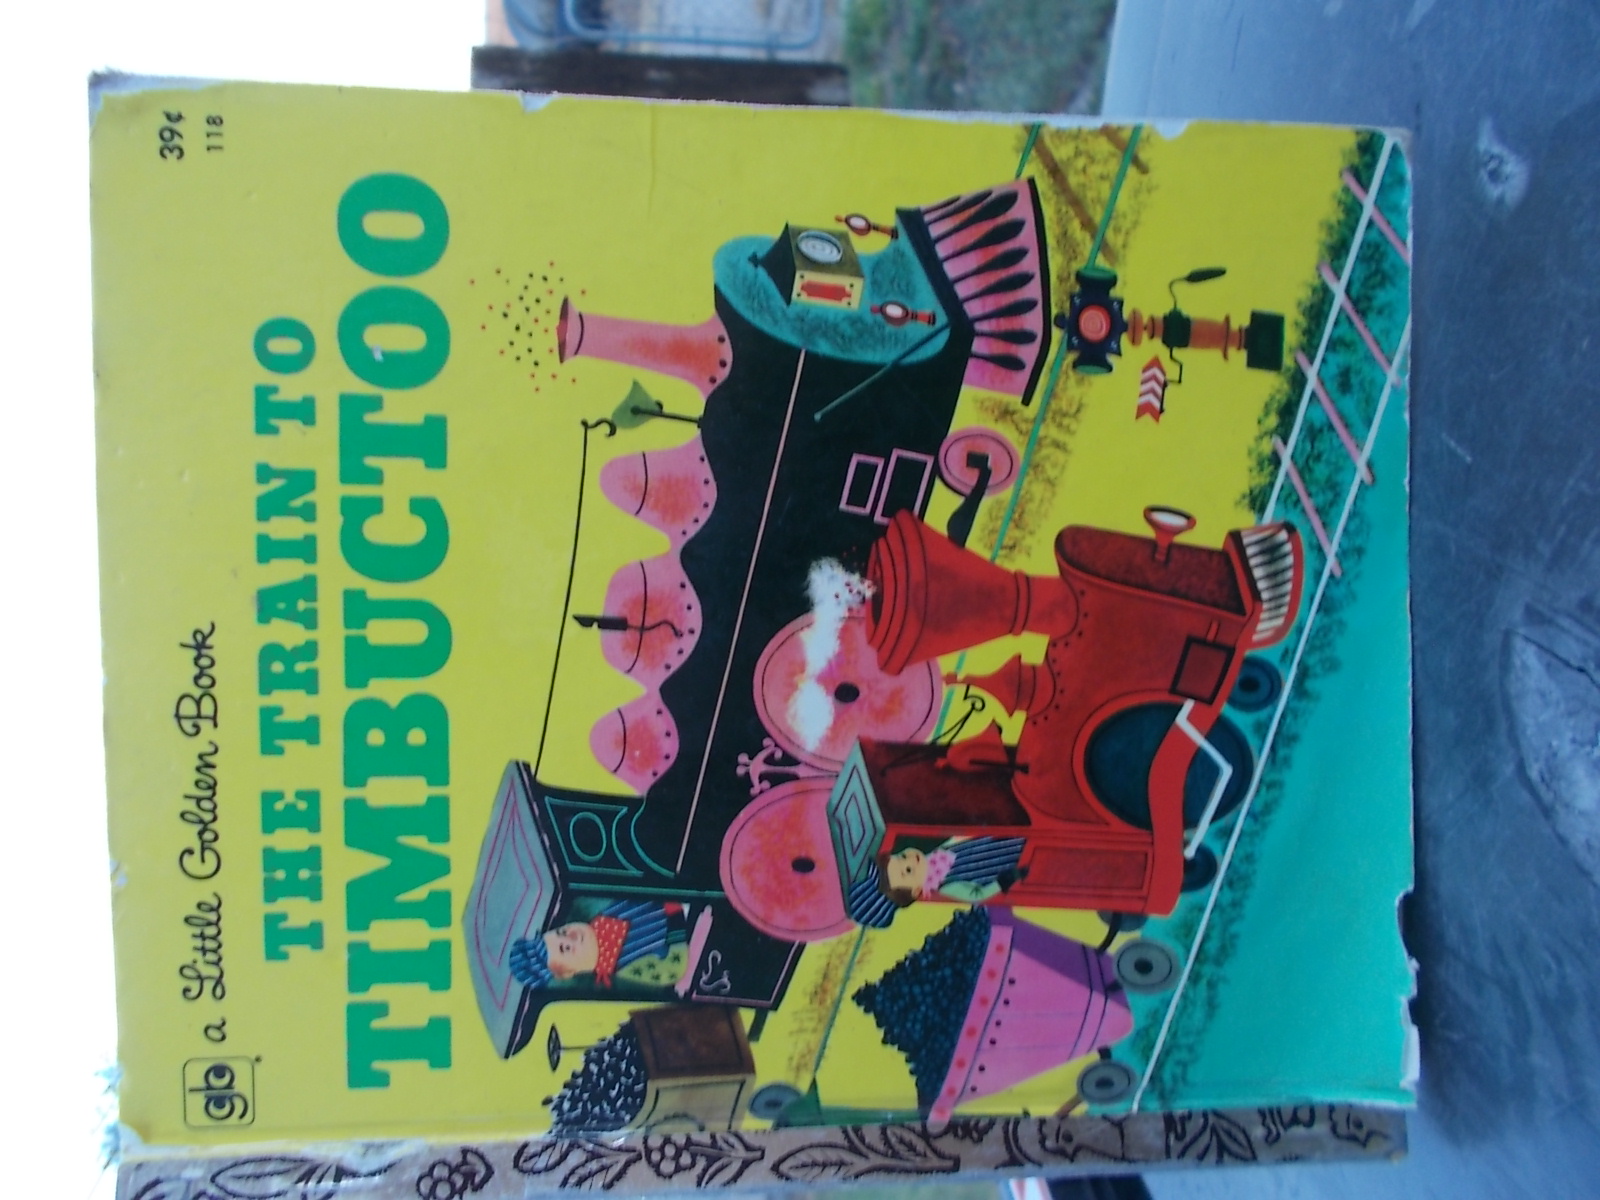 gb a Little Golden Book
39¢
118
THE TRAIN TO
TIMBUCTOO